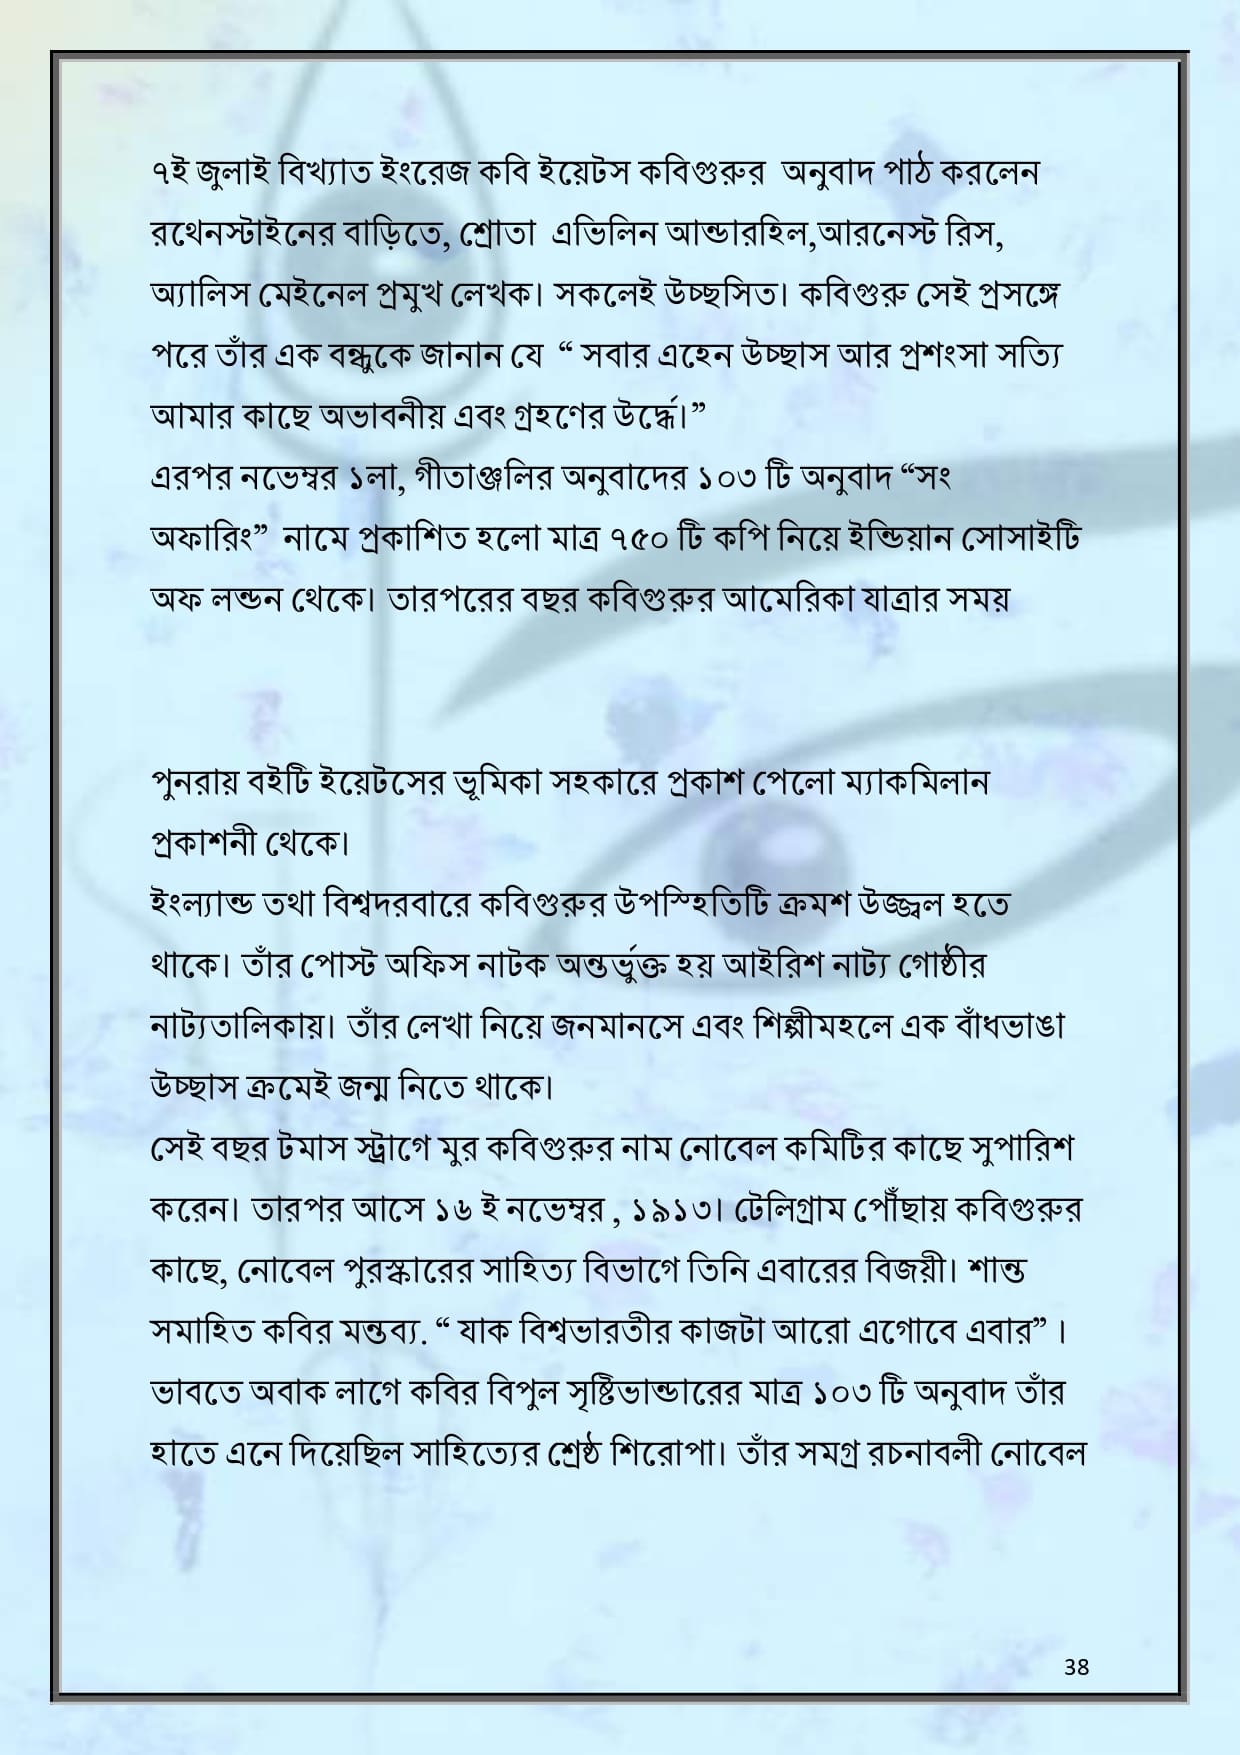 ৭ই জুলাই বিখ্যাত ইংরেজ কবি ইয়েটস কবিগুরুর অনুবাদ পাঠ করলেন
রথেনস্টাইনের বাড়িতে, শ্রোতা এভিলিন আন্ডারহিল,আরনেস্ট রিস,
অ্যালিস মেইনেল প্রমুখ লেখক। সকলেই উচ্ছসিত। কবিগুরু সেই প্রসঙ্গে
পরে তাঁর এক বন্ধুকে জানান যে “ সবার এহেন উচ্ছাস আর প্রশংসা সত্যি
আমার কাছে অভাবনীয় এবং গ্রহণের উর্দ্ধে।”
এরপর নভেম্বর ১লা, গীতাঞ্জলির অনুবাদের ১০৩ টি অনুবাদ “সং
অফারিং” নামে প্রকাশিত হলো মাত্র ৭৫০ টি কপি নিয়ে ইন্ডিয়ান সোসাইটি
অফ লন্ডন থেকে। তারপরের বছর কবিগুরুর আমেরিকা যাত্রার সময়
পুনরায় বইটি ইয়েটসের ভূমিকা সহকারে প্রকাশ পেলো ম্যাকমিলান
প্রকাশনী থেকে।
ইংল্যান্ড তথা বিশ্বদরবারে কবিগুরুর উপস্হিতিটি ক্রমশ উজ্জ্বল হতে
থাকে। তাঁর পোস্ট অফিস নাটক অন্তর্ভুক্ত হয় আইরিশ নাট্য গোষ্ঠীর
নাট্যতালিকায়। তাঁর লেখা নিয়ে জনমানসে এবং শিল্পীমহলে এক বাঁধভাঙা
উচ্ছাস ক্রমেই জন্ম নিতে থাকে।
সেই বছর টমাস স্ট্রাগে মুর কবিগুরুর নাম নোবেল কমিটির কাছে সুপারিশ
করেন। তারপর আসে ১৬ ই নভেম্বর , ১৯১৩। টেলিগ্রাম পৌঁছায় কবিগুরুর
কাছে, নোবেল পুরস্কারের সাহিত্য বিভাগে তিনি এবারের বিজয়ী। শান্ত
সমাহিত কবির মন্তব্য. “ যাক বিশ্বভারতীর কাজটা আরো এগোবে এবার” ।
ভাবতে অবাক লাগে কবির বিপুল সৃষ্টিভান্ডারের মাত্র ১০৩ টি অনুবাদ তাঁর
হাতে এনে দিয়েছিল সাহিত্যের শ্রেষ্ঠ শিরোপা। তাঁর সমগ্র রচনাবলী নোবেল
38